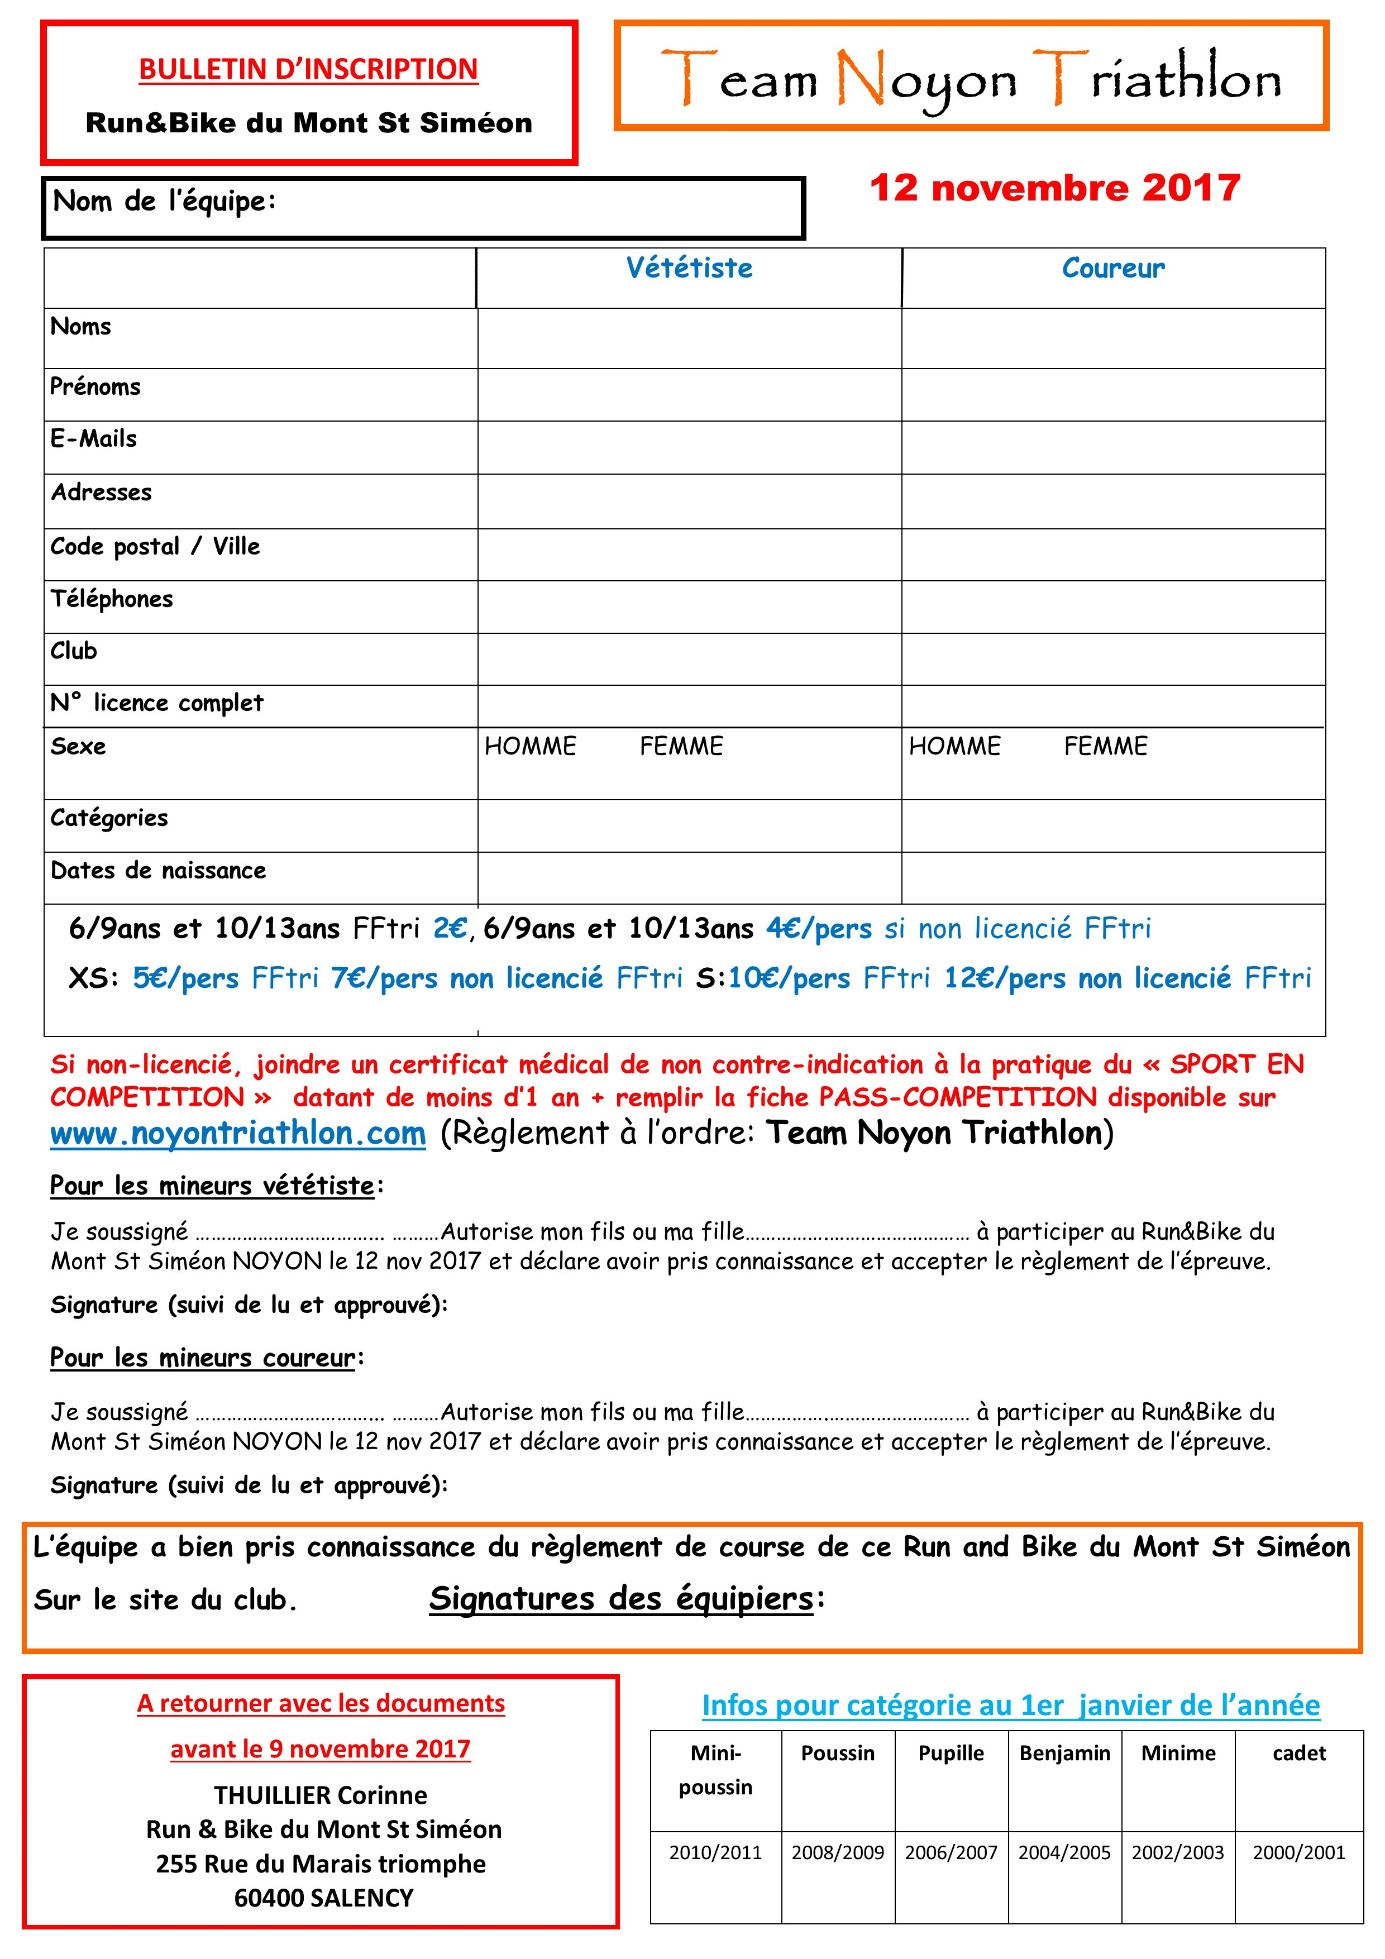 BULLETIN D'INSCRIPTION
Run&Bike du Mont St Siméon
Team Noyon Triathlon
12 novembre 2017
Nom de l'équipe:
Vététiste Coureur
Noms
Prénoms
E-Mails
Adresses
Code postal / Ville
Téléphones
Club
N° licence complet
Sexe HOMME FEMME HOMME FEMME
Catégories
Dates de naissance
6/9ans et 10/13ans FFtri 2€, 6/9ans et 10/13ans 4€/pers si non licencié FFtri
XS: 5€/pers FFtri 7€/pers non licencié FFtri S:10€/pers FFtri 12€/pers non licencié FFtri
Si non-licencié, joindre un certificat médical de non contre-indication à la pratique du « SPORT EN
COMPETITION » datant de moins d'1 an + remplir la fiche PASS-COMPETITION disponible sur
www.noyontriathlon.com (Règlement à l'ordre: Team Noyon Triathlon)
Pour les mineurs vététiste:
Je soussigné ……………………………... ………Autorise mon fils ou ma fille……………..……………………… à participer au Run&Bike du
Mont St Siméon NOYON le 12 nov 2017 et déclare avoir pris connaissance et accepter le règlement de l'épreuve.
Signature (suivi de lu et approuvé):
Pour les mineurs coureur:
Je soussigné ……………………………... ………Autorise mon fils ou ma fille……………..……………………… à participer au Run&Bike du
Mont St Siméon NOYON le 12 nov 2017 et déclare avoir pris connaissance et accepter le règlement de l'épreuve.
Signature (suivi de lu et approuvé):
L'équipe a bien pris connaissance du règlement de course de ce Run and Bike du Mont St Siméon
Sur le site du club. Signatures des équipiers:
A retourner avec les documents
avant le 9 novembre 2017
THUILLIER Corinne
Run & Bike du Mont St Siméon
255 Rue du Marais triomphe
60400 SALENCY
Infos pour catégorie au 1er janvier de l'année
Mini- Poussin Pupille Benjamin Minime cadet
poussin
2010/2011 2008/2009 2006/2007 2004/2005 2002/2003 2000/2001